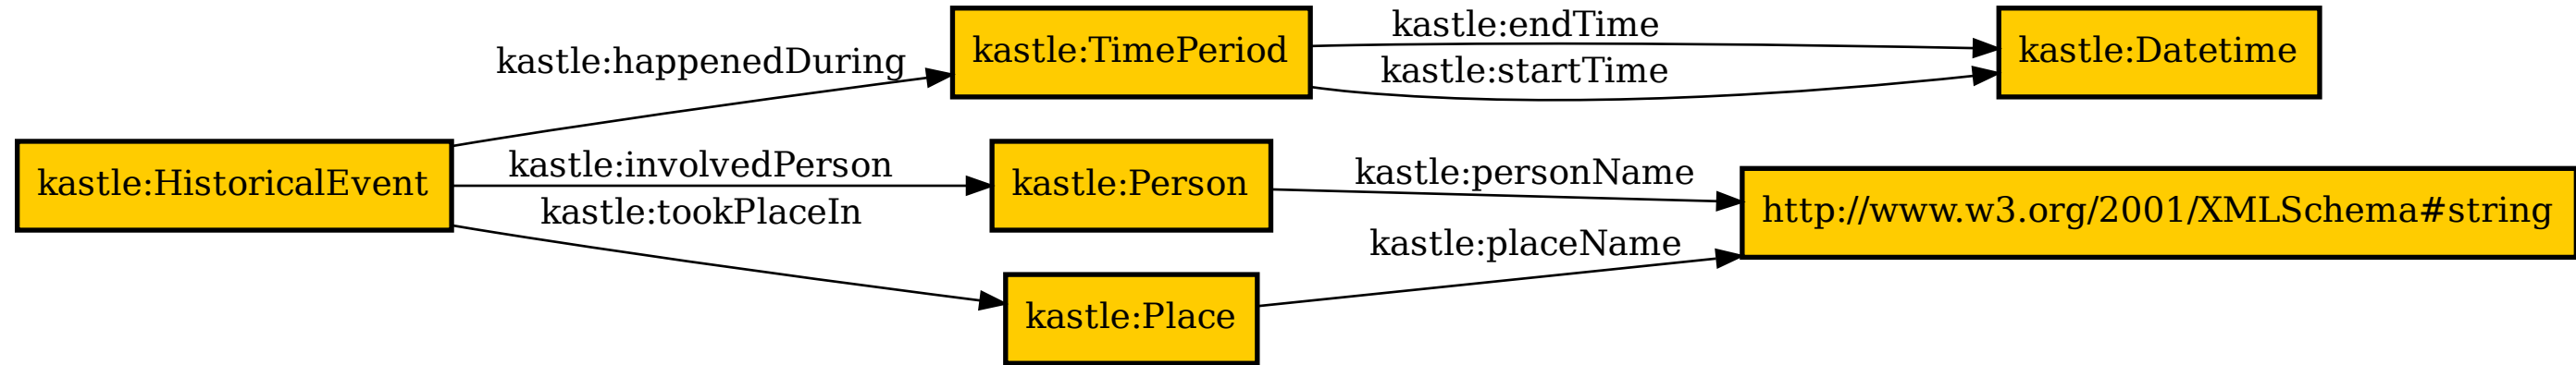 kastle:endTime
kastle:happenedDuring
kastle:TimePeriod
kastle:Datetime
kastle:startTime
kastle:HistoricalEvent
kastle:involvedPerson
kastle:Person
kastle:personName
kastle:tookPlaceIn
http://www.w3.org/2001/XMLSchema#string
kastle:placeName
kastle:Place